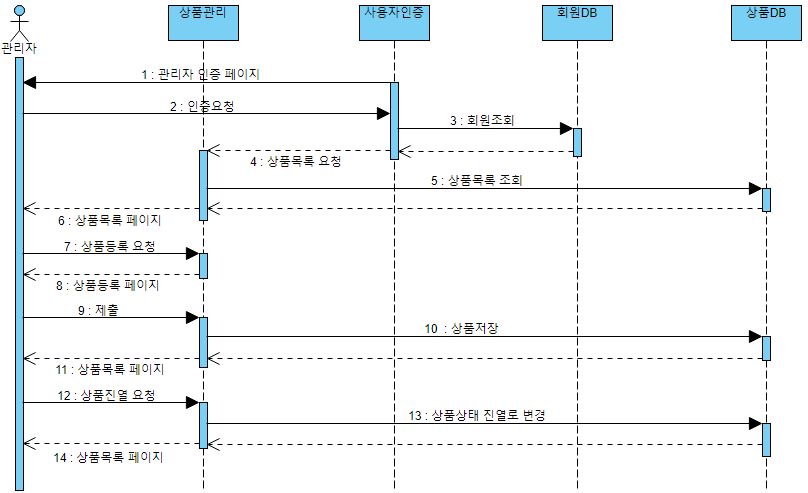 관리자
상품관리
사용자인증
회원DB
상품DB
1 : 관리자 인증 페이지
2 : 인증요청
3 : 회원조회
4 : 상품목록 요청
5 : 상품목록 조회
6 : 상품목록 페이지
7 : 상품등록 요청
8 : 상품등록 페이지
9 : 제출
10 : 상품저장
11 : 상품목록 페이지
12 : 상품진열 요청
13 : 상품상태 진열로 변경
14 : 상품목록 페이지